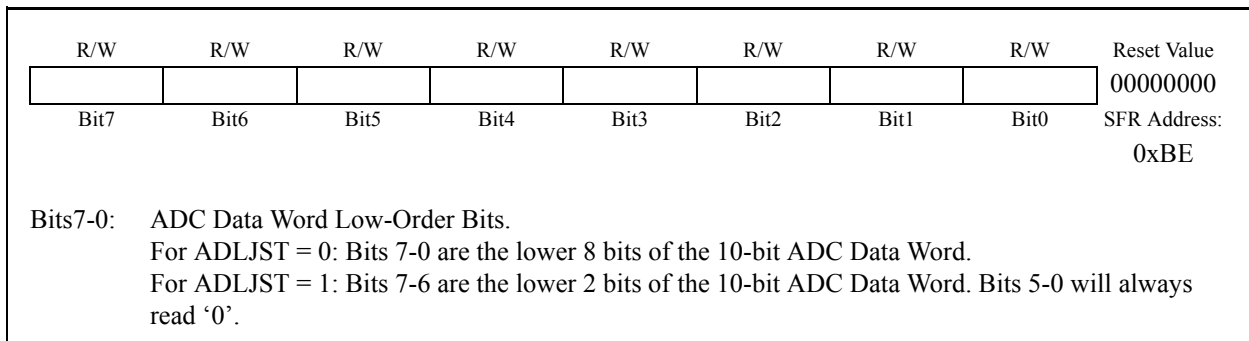 R/W R/W R/W R/W R/W R/W R/W R/W Reset Value
00000000
Bit7 Bit6 Bit5 Bit4 Bit3 Bit2 Bit1 Bit0 SFR Address:
0xBE
Bits7-0: ADC Data Word Low-Order Bits.
For ADLJST = 0: Bits 7-0 are the lower 8 bits of the 10-bit ADC Data Word.
For ADLJST = 1: Bits 7-6 are the lower 2 bits of the 10-bit ADC Data Word. Bits 5-0 will always
read ‘0’.